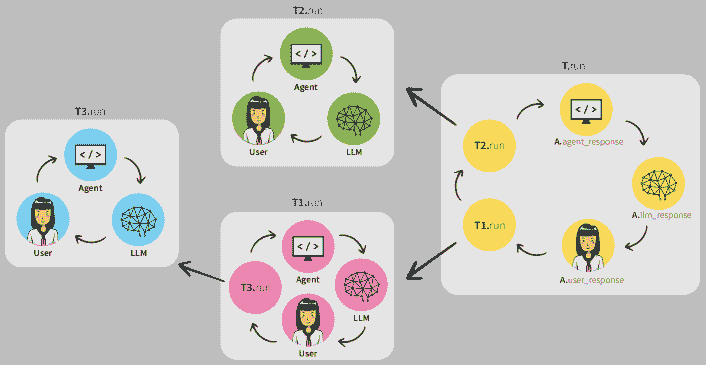 T2.run
</>
Agent
User
LLM
T3.run
</>
Agent
User
LLM
T1.run
T3.run
</>
Agent
LLM
User
T.run
T2.run
T1.run
</>
A.agent_response
A.llm_response
A.user_response